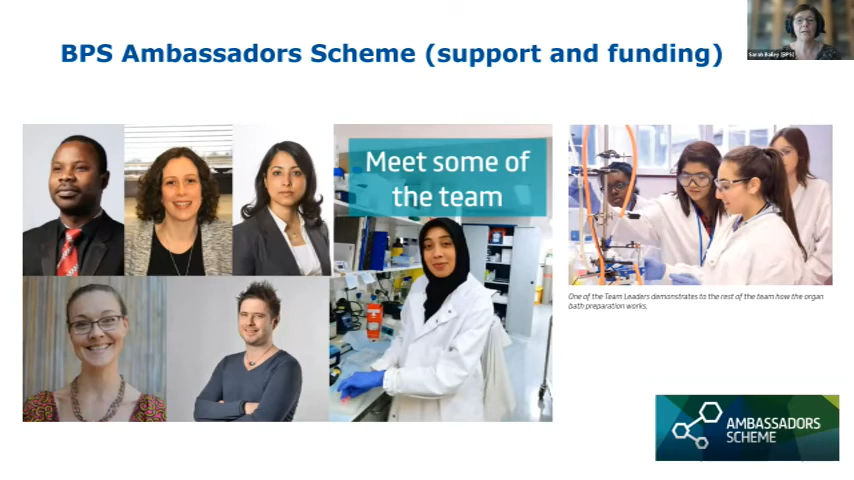 BPS Ambassadors Scheme (support and funding)
Sarah Bailey (BPS)
Meet some of
the team
One of the Team Leaders demonstrates to the rest of the team how the organ
bath preparation works.
AMBASSADORS
SCHEME